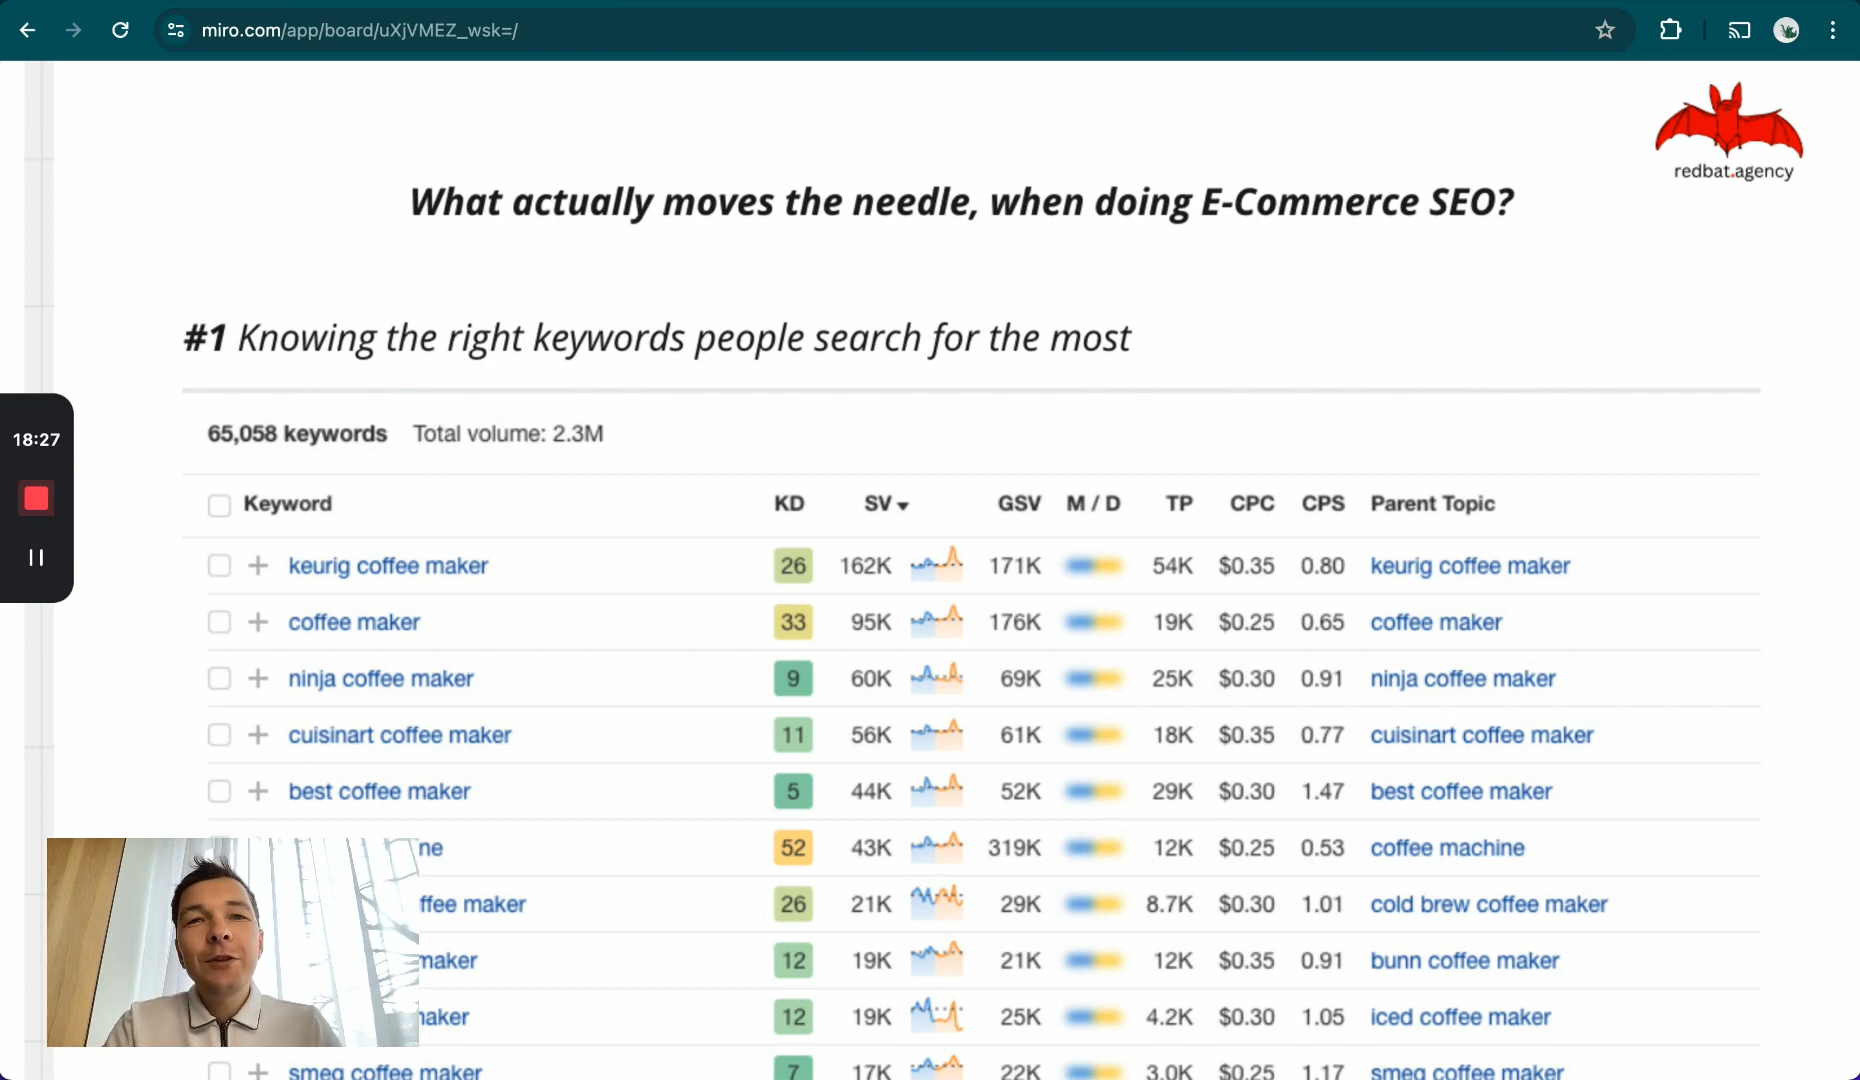 miro.com/app/board/uXjVMEZ_wsk=/
redbat.agency
What actually moves the needle, when doing E-Commerce SEO?
#1 Knowing the right keywords people search for the most
18:27
65,058 keywords Total volume: 2.3M
Keyword KD SV GSV M / D TP CPC CPS Parent Topic
keurig coffee maker 26 162K 171K 54K $0.35 0.80 keurig coffee maker
coffee maker 33 95K 176K 19K $0.25 0.65 coffee maker
ninja coffee maker 9 60K 69K 25K $0.30 0.91 ninja coffee maker
cuisinart coffee maker 11 56K 61K 18K $0.35 0.77 cuisinart coffee maker
best coffee maker 5 44K 52K 29K $0.30 1.47 best coffee maker
ne 52 43K 319K 12K $0.25 0.53 coffee machine
ffee maker 26 21K 29K 8.7K $0.30 1.01 cold brew coffee maker
maker 12 19K 21K 12K $0.35 0.91 bunn coffee maker
naker 12 19K 25K 4.2K $0.30 1.05 iced coffee maker
smeg coffee maker 7 17K 22K 3.0K $0.25 1.17 smeg coffee maker